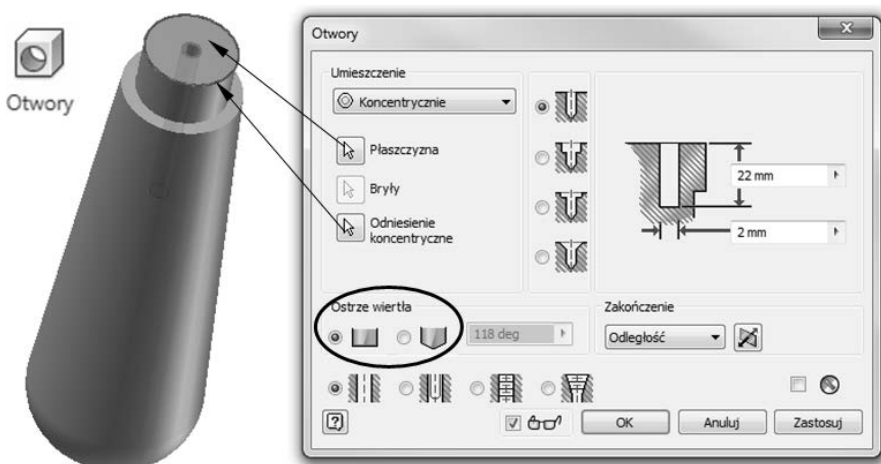 Otwory
Otwory
Umieszczenie
Koncentrycznie
Płaszczyzna
Bryły
Odniesienie
koncentryczne
22 mm
2 mm
Ostrze wiertła
118 deg
Zakończenie
Odległość
OK
Anuluj
Zastosuj